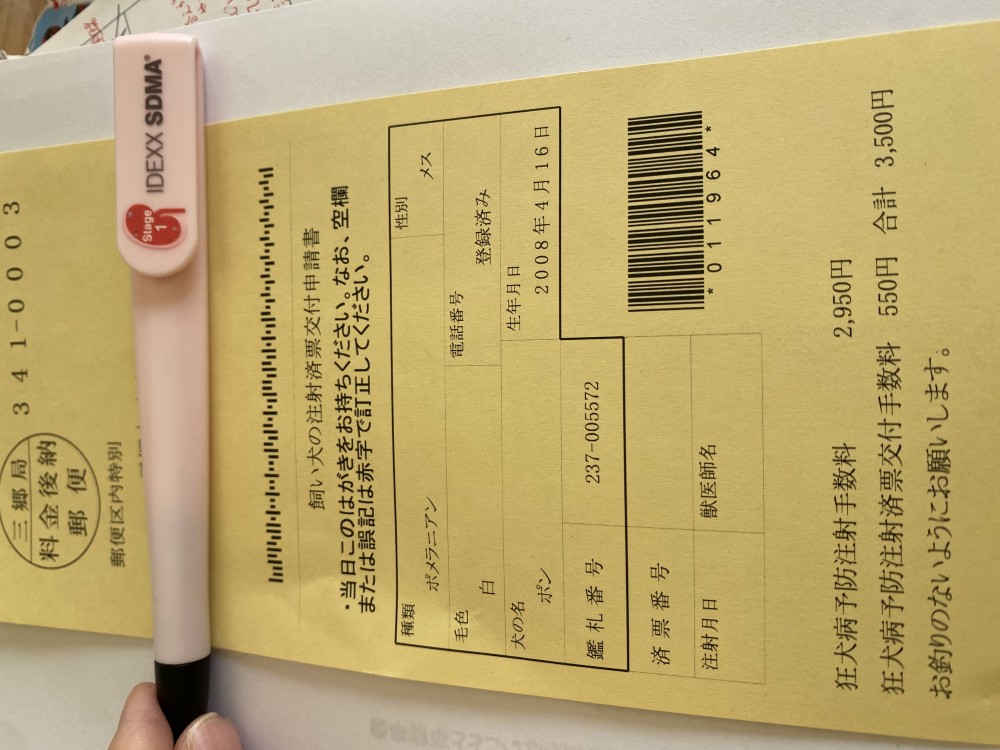 341-0003
三郷局
料金後納
郵便
郵便区内特別
IDEXX SDMA®
Stage
1
飼い犬の注射済票交付申請書
・当日このはがきをお持ちください。なお、空欄
または誤記は赤字で訂正してください。
種類
ポメラニアン
性別
メス
毛色
白
電話番号
登録済み
犬の名
ポン
生年月日
2008年4月16日
鑑札番号 237-005572
済票番号
注射月日
獣医師名
*0011964*
狂犬病予防注射手数料 2,950円
狂犬病予防注射済票交付手数料 550円 合計 3,500円
お釣りのないようにお願いします。